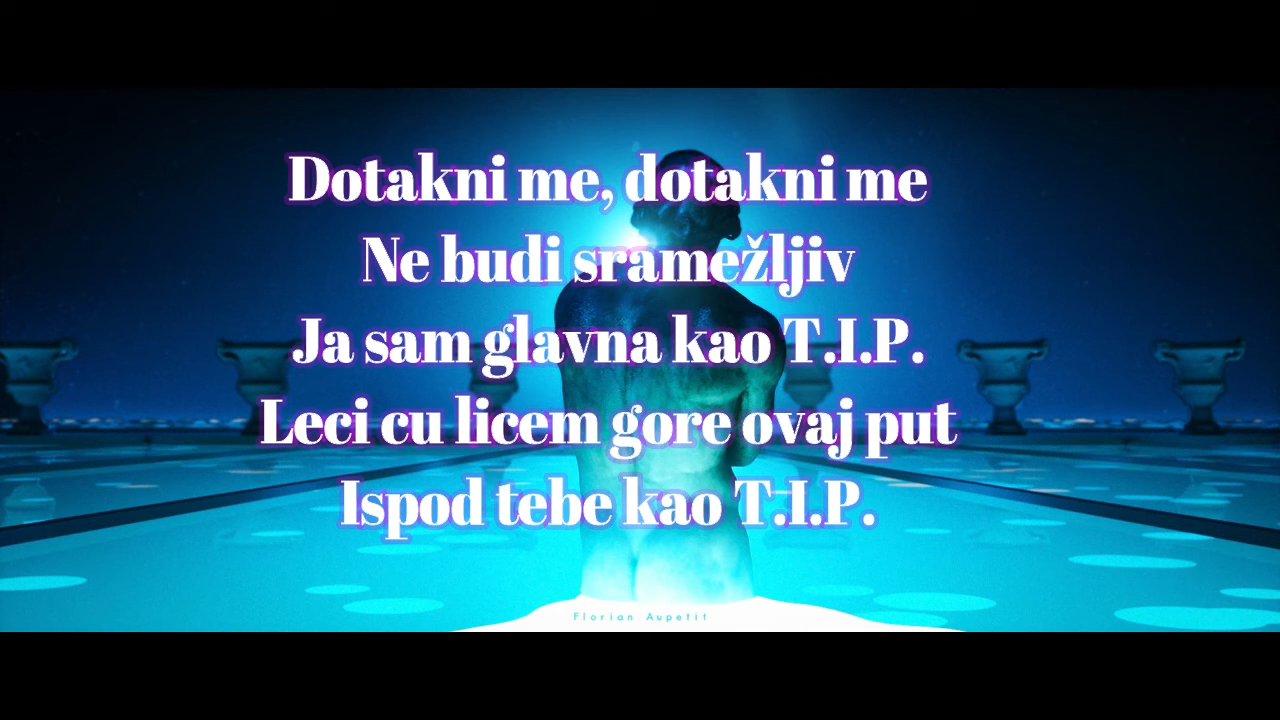 Dotakni me, dotakni me
Ne budi sramežljiv
Ja sam glavna kao T.I.P.
Leci cu licem gore ovaj put
Ispod tebe kao T.I.P.
Florian Aupetit